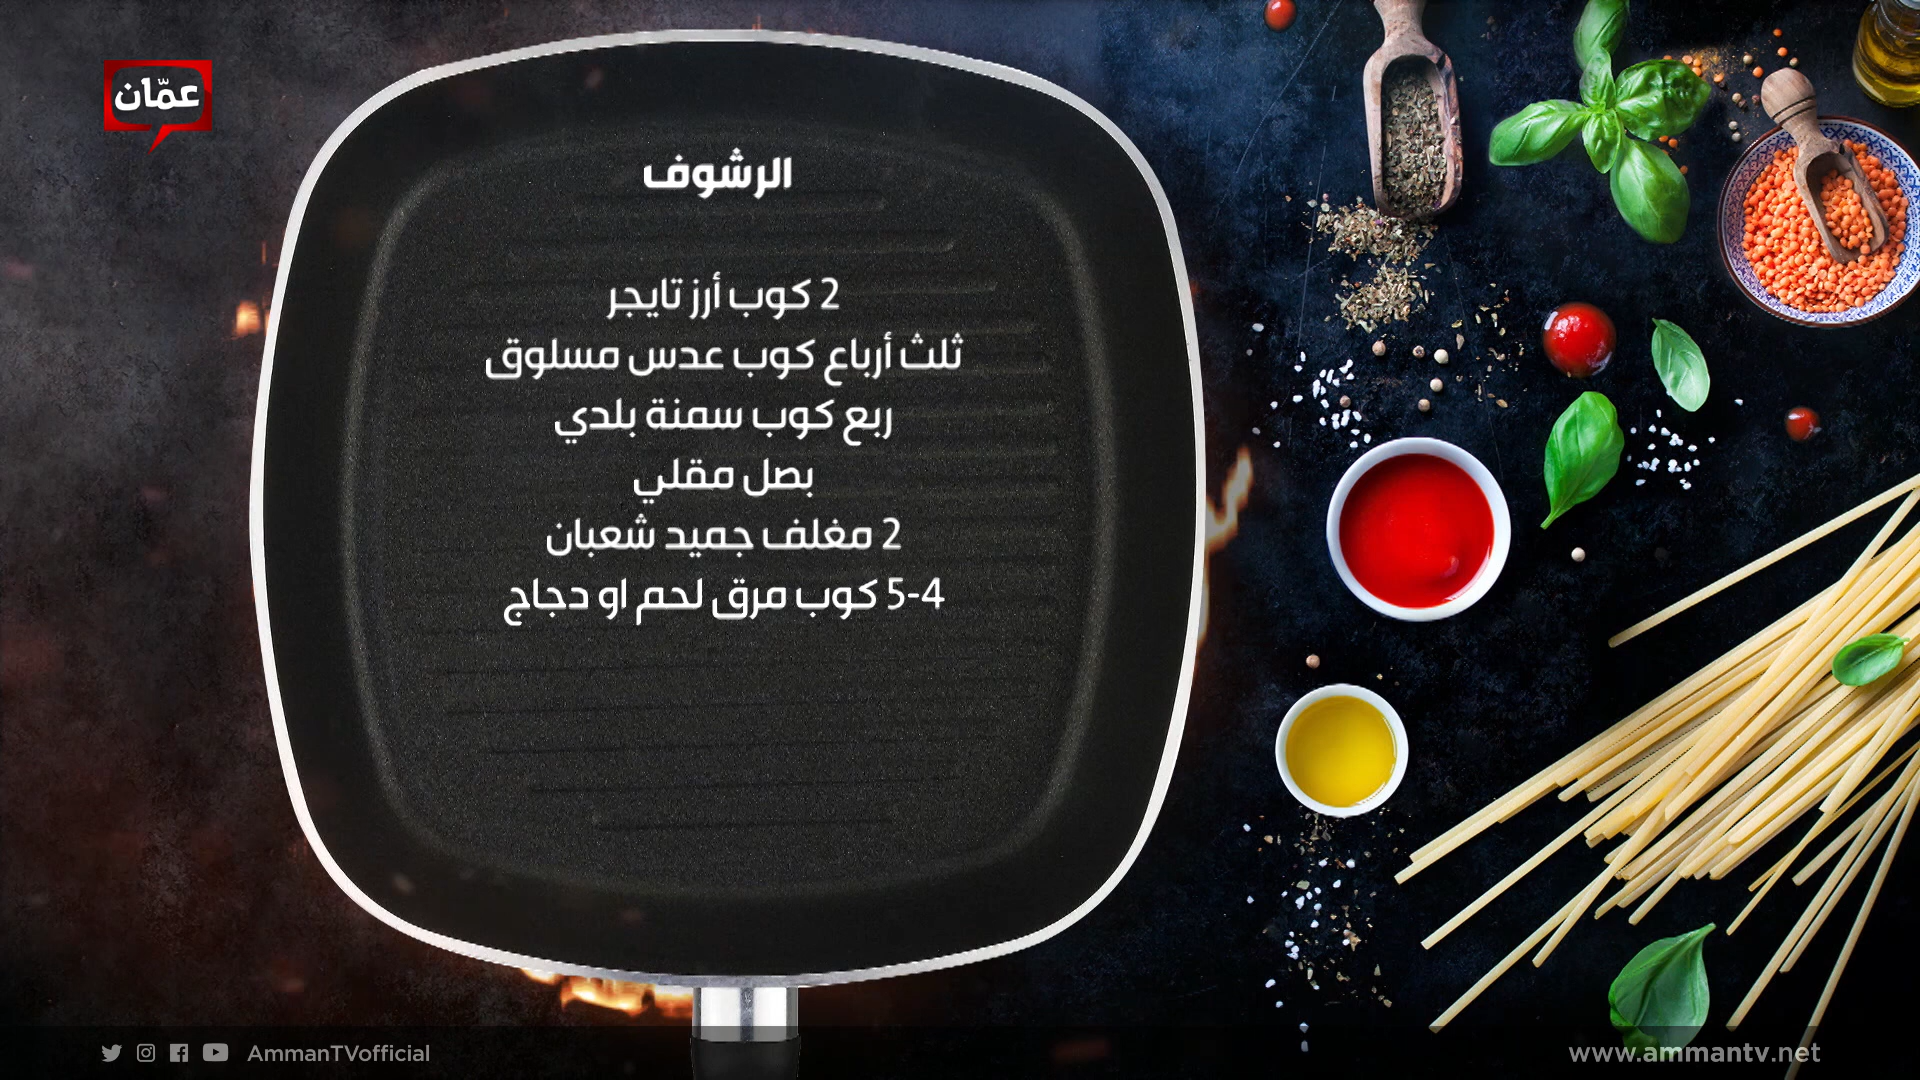 عمّان
الرشوف
2 كوب أرز تايجر
ثلث أرباع كوب عدس مسلوق
ربع كوب سمنة بلدي
بصل مقلي
2 مغلف جميد شعبان
5-4 كوب مرق لحم او دجاج
AmmanTVofficial
www.ammantv.net